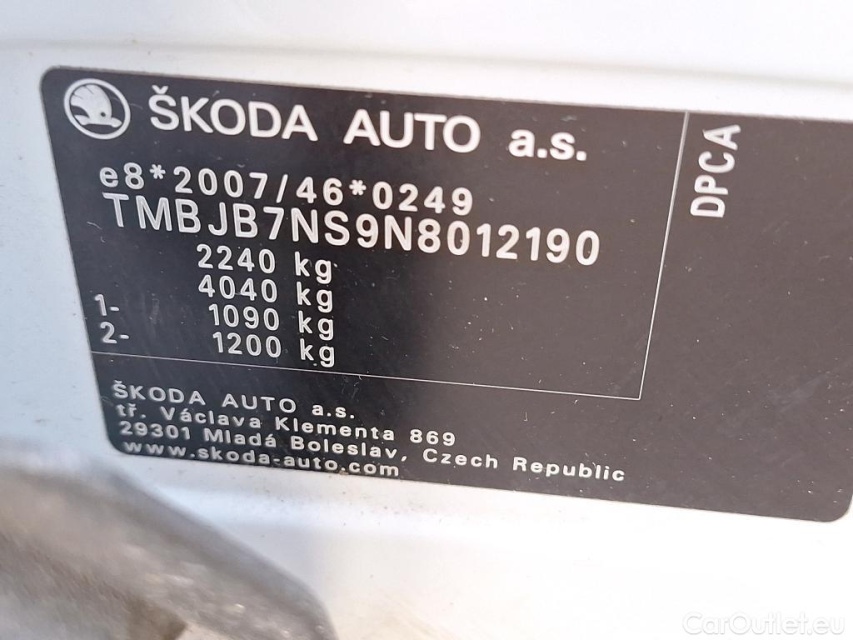 ŠKODA AUTO a.s.
e8*2007/46*0249
TMBJB7NS9N8012190
2240 kg
4040 kg
1- 1090 kg
2- 1200 kg
DPCA
ŠKODA AUTO a.s.
tř. Václava Klementa 869
29301 Mladá Boleslav, Czech Republic
www.skoda-auto.com
CarOutlet.eu